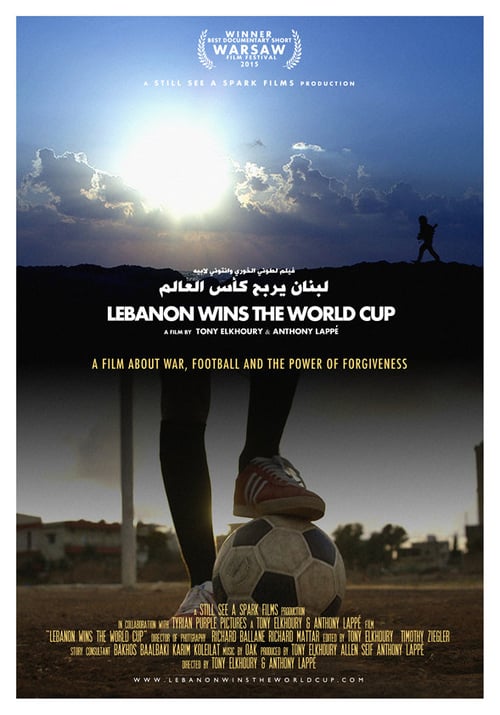 WINNER
BEST DOCUMENTARY SHORT
WARSAW
FILM FESTIVAL
2015
A STILL SEE A SPARK FILMS PRODUCTION
فيلم لطوني الخوري وانتوني لابيه
لبنان يربح كأس العالم
LEBANON WINS THE WORLD CUP
A FILM BY TONY ELKHOURY & ANTHONY LAPPÉ
A FILM ABOUT WAR, FOOTBALL AND THE POWER OF FORGIVENESS
A STILL SEE A SPARK FILMS PRODUCTION
IN COLLABORATION WITH TYRIAN PURPLE PICTURES A TONY ELKHOURY & ANTHONY LAPPÉ FILM
"LEBANON WINS THE WORLD CUP" DIRECTOR OF PHOTGRAPHY RICHARD BALLANE RICHARD MATTAR EDITED BY TONY ELKHOURY TIMOTHY ZIEGLER
STORY CONSULTANT BAKHOS BAALBAKI KARIM KOLEILAT MUSIC BY OAK PRODUCED BY TONY ELKHOURY ALLEN SEIF ANTHONY LAPPÉ
DIRECTED BY TONY ELKHOURY & ANTHONY LAPPÉ
WWW.LEBANONWINSTHEWORLDCUP.COM